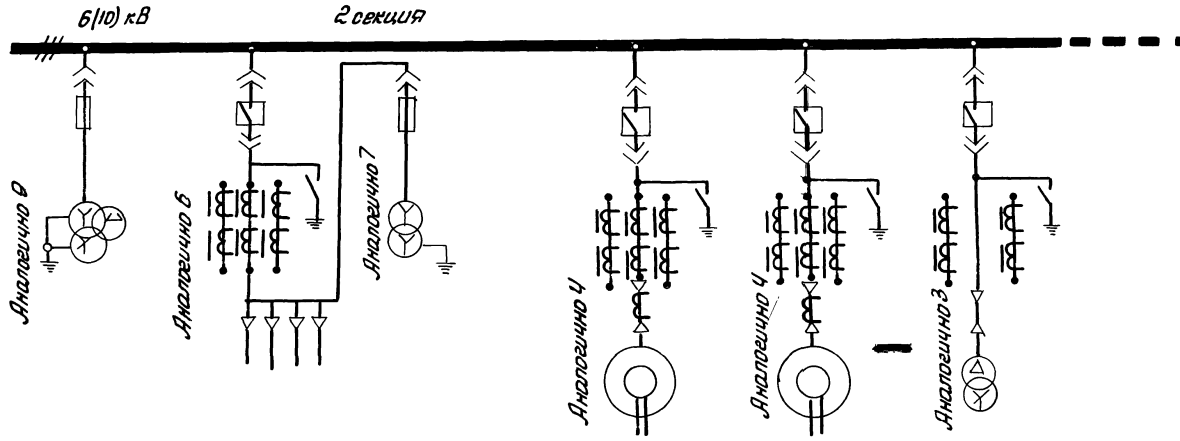 6(10) кВ
2 секция
Аналогично 8
Аналогично 6
Аналогично 7
Аналогично 4
Аналогично 4
Аналогично 3